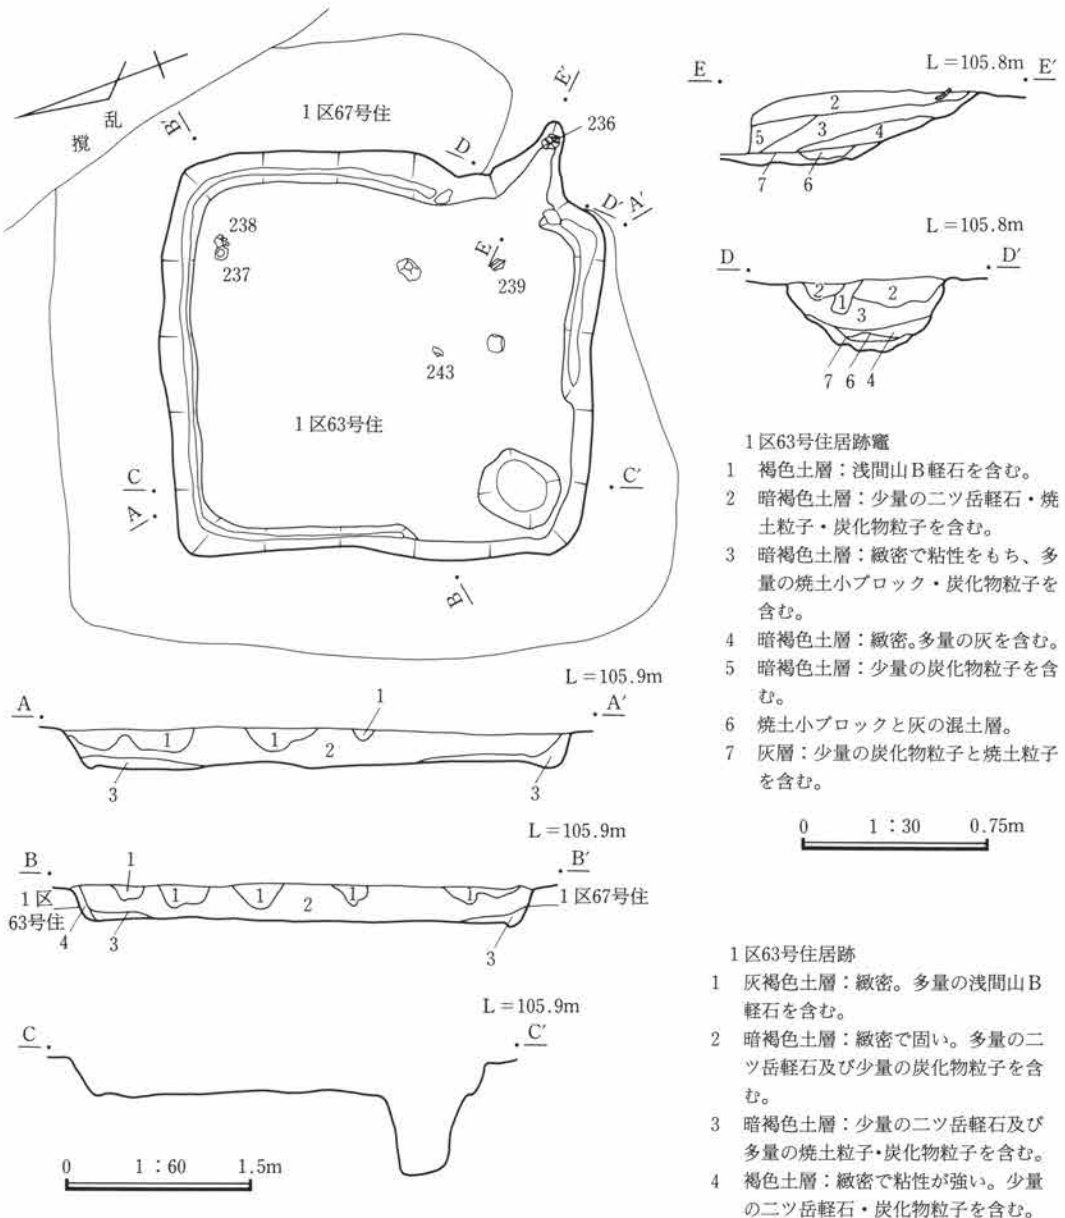 E
E′
L＝105.8m
2
3
4
5
7
6
L＝105.8m
D
D′
2
1
2
3
7 6 4
乱
撹
B′
1区67号住
D
E′
236
D′
A′
238
237
E
239
243
1区63号住
C
A
C′
B
L＝105.9m
A
A′
1
1
1
2
3
3
L＝105.9m
B
B′
1
1
1
1
1
2
1区
63号住
1区67号住
4
3
3
L＝105.9m
C
C′
0 1：60 1.5m
1区63号住居跡竈
1 褐色土層：浅間山B軽石を含む。
2 暗褐色土層：少量の二ツ岳軽石・焼
土粒子・炭化物粒子を含む。
3 暗褐色土層：緻密で粘性をもち、多
量の焼土小ブロック・炭化物粒子を
含む。
4 暗褐色土層：緻密。多量の灰を含む。
5 暗褐色土層：少量の炭化物粒子を含
む。
6 焼土小ブロックと灰の混土層。
7 灰層：少量の炭化物粒子と焼土粒子
を含む。
0 1：30 0.75m
1区63号住居跡
1 灰褐色土層：緻密。多量の浅間山B
軽石を含む。
2 暗褐色土層：緻密で固い。多量の二
ツ岳軽石及び少量の炭化物粒子を含
む。
3 暗褐色土層：少量の二ツ岳軽石及び
多量の焼土粒子・炭化物粒子を含む。
4 褐色土層：緻密で粘性が強い。少量
の二ツ岳軽石・炭化物粒子を含む。